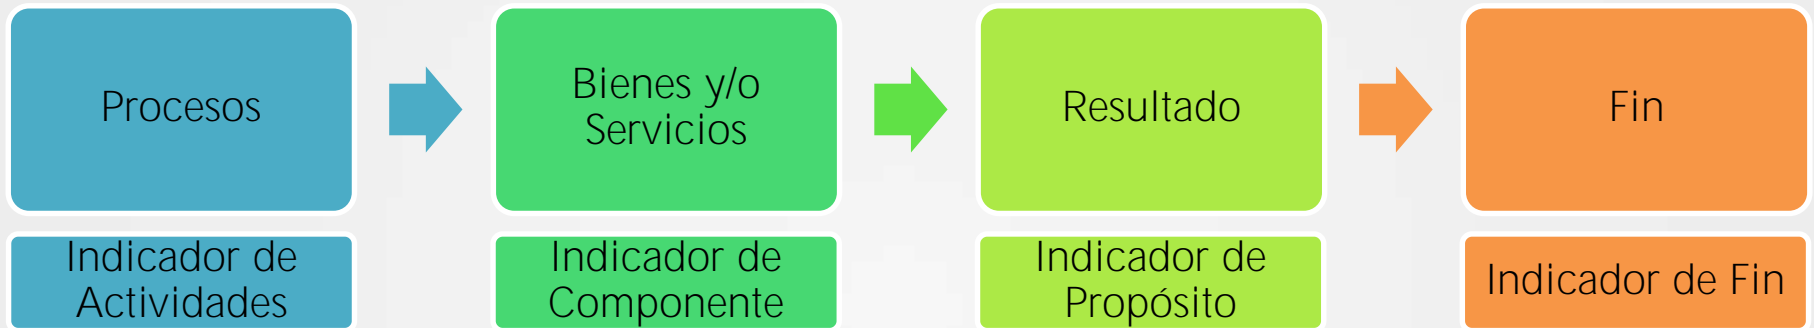 Procesos
Bienes y/o
Servicios
Resultado
Fin
Indicador de
Actividades
Indicador de
Componente
Indicador de
Propósito
Indicador de Fin